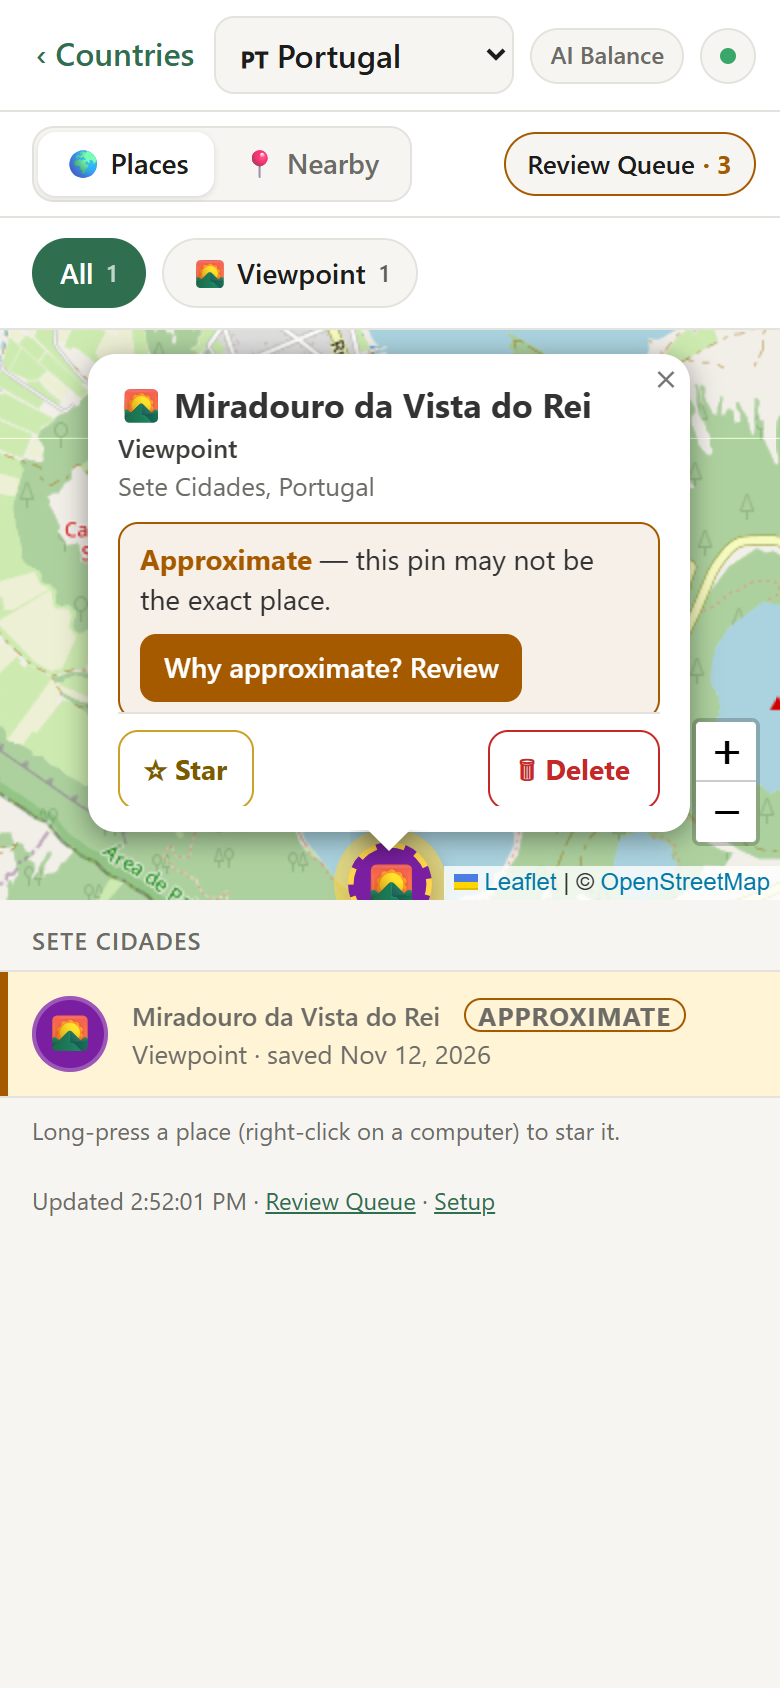 ‹ Countries
PT Portugal
AI Balance
Places
Nearby
Review Queue · 3
All 1
Viewpoint 1
×
Miradouro da Vista do Rei
Viewpoint
Sete Cidades, Portugal
Approximate — this pin may not be
the exact place.
Why approximate? Review
☆ Star
Delete
+
−
Área de P
Leaflet | © OpenStreetMap
SETE CIDADES
Miradouro da Vista do Rei APPROXIMATE
Viewpoint · saved Nov 12, 2026
Long-press a place (right-click on a computer) to star it.
Updated 2:52:01 PM · Review Queue · Setup